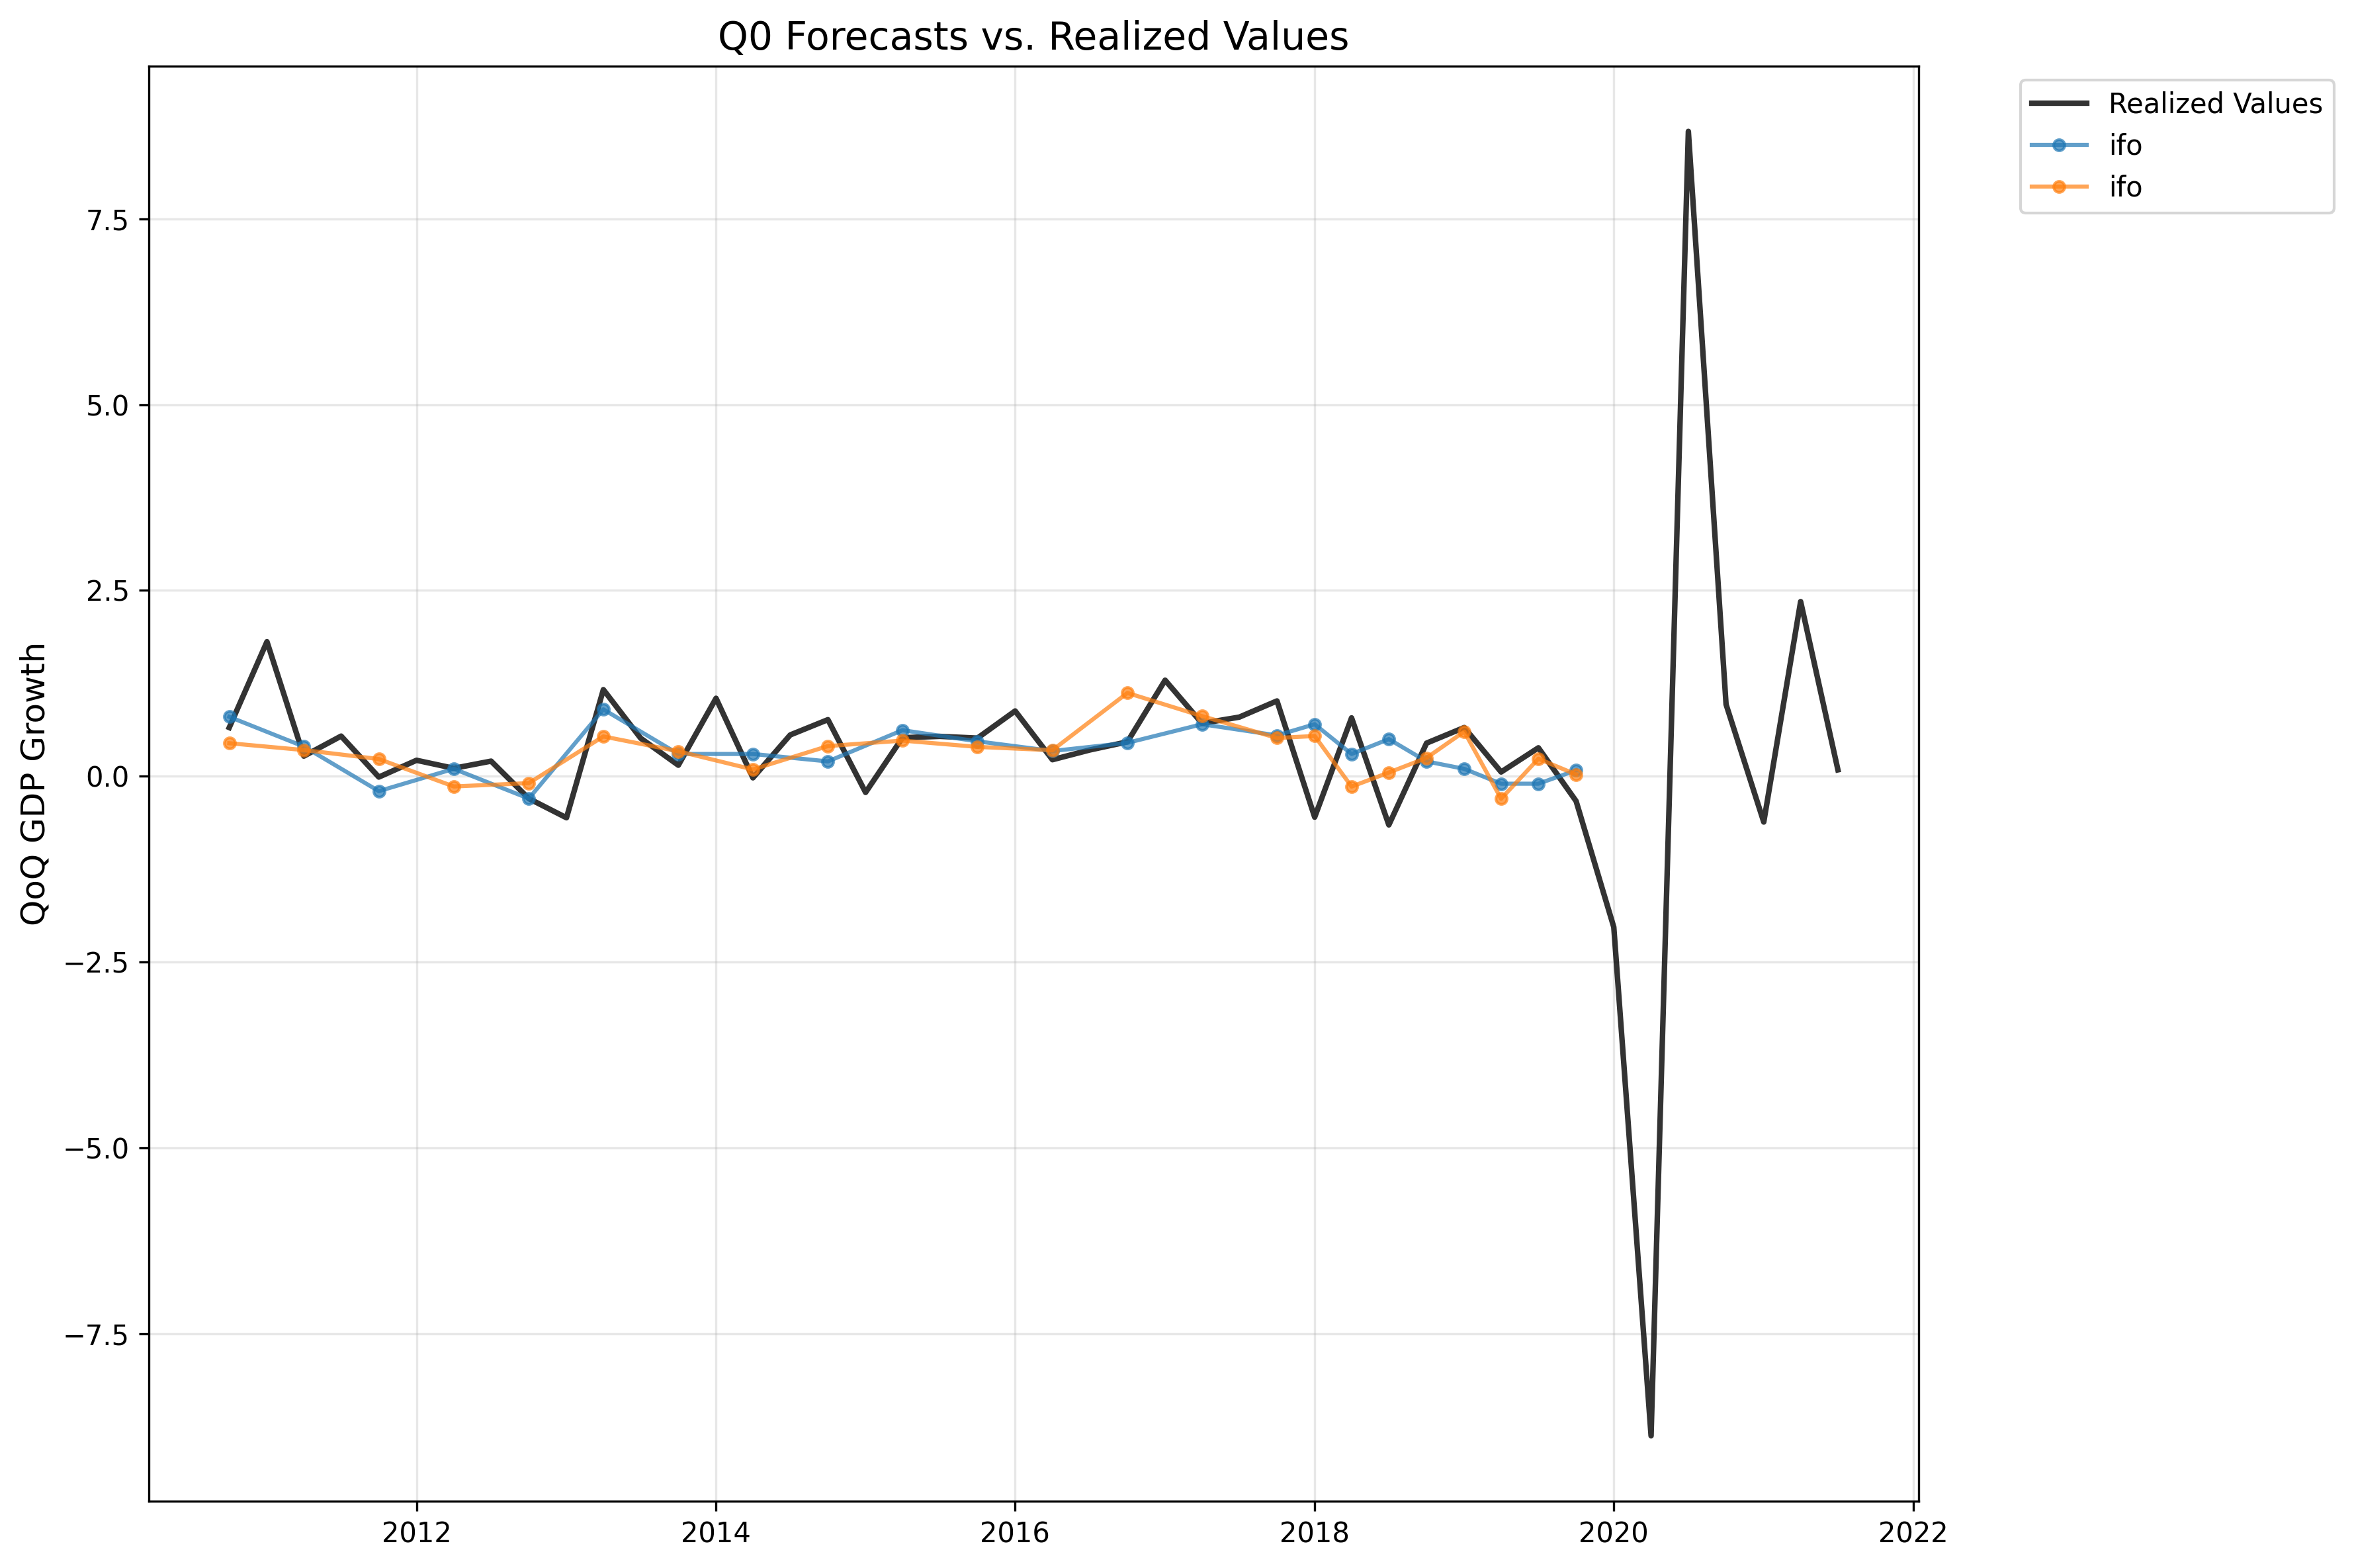 Q0 Forecasts vs. Realized Values
Realized Values
ifo
ifo
QoQ GDP Growth
7.5
5.0
2.5
0.0
−2.5
−5.0
−7.5
2012 2014 2016 2018 2020 2022